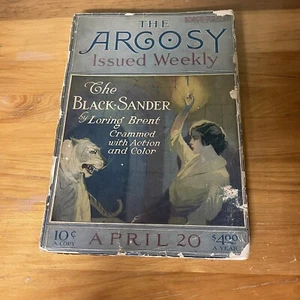 THE
ARGOSY
Issued Weekly
The
BLACK-SANDER
by Loring Brent
Crammed
with Action
and Color
10¢
A COPY
APRIL 20
$4.00
A YEAR